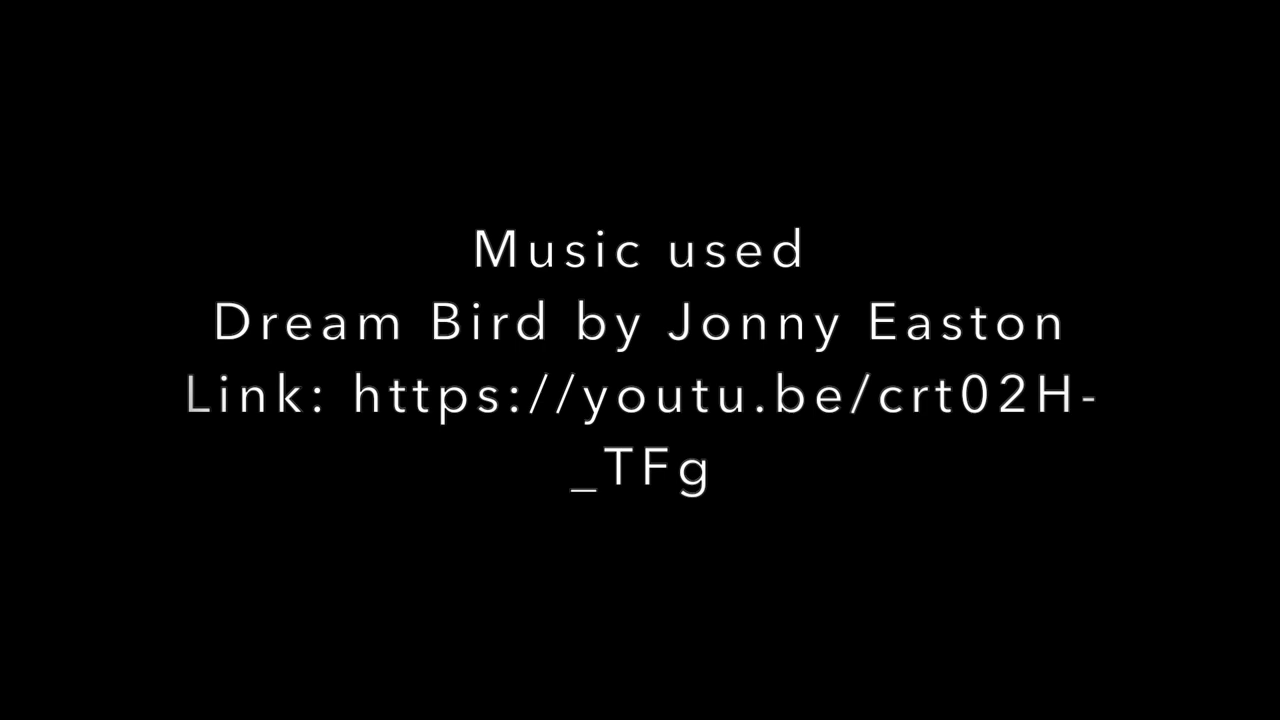 Music used
Dream Bird by Jonny Easton
Link: https://youtu.be/crt02H-
_TFg